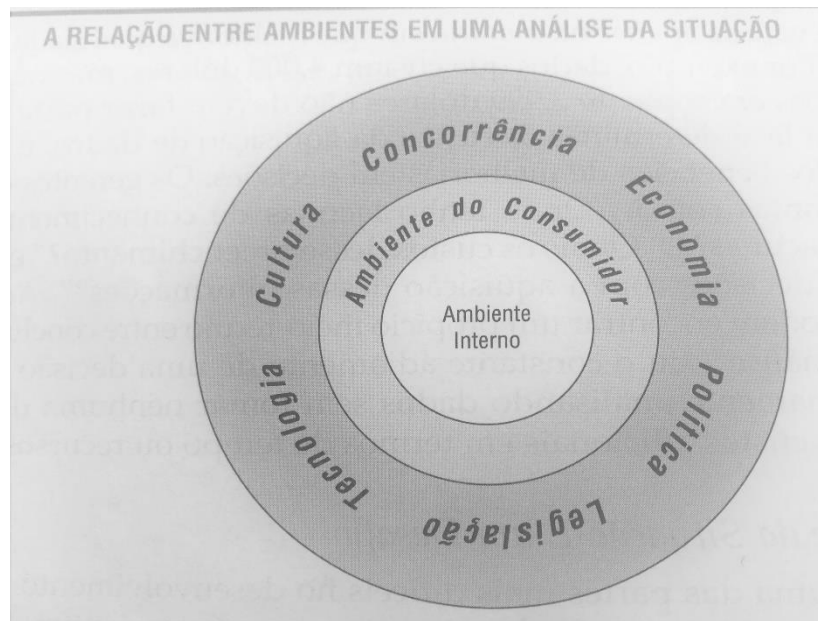 A RELAÇÃO ENTRE AMBIENTES EM UMA ANÁLISE DA SITUAÇÃO
Concorrência
Economia
Política
Legislação
Tecnologia
Cultura
Ambiente do Consumidor
Ambiente
Interno